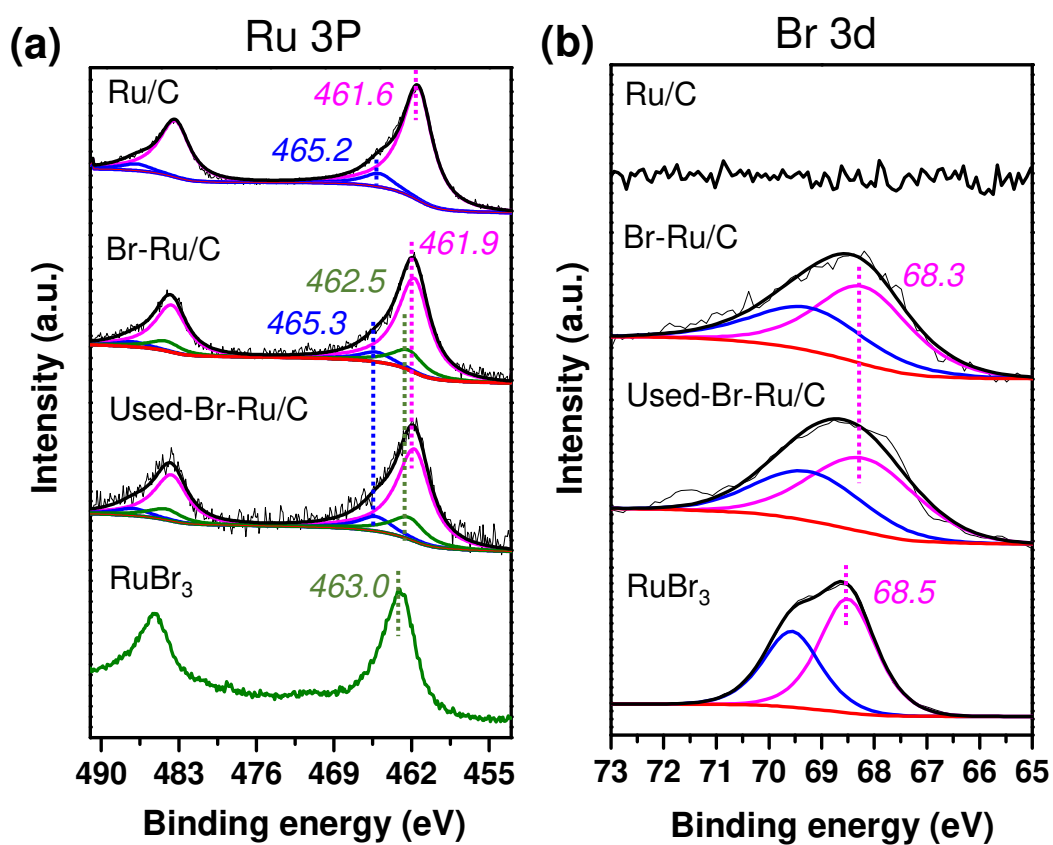 (a)
Ru 3P
Ru/C
461.6
465.2
Br-Ru/C
461.9
462.5
465.3
Used-Br-Ru/C
RuBr₃
463.0
Intensity (a.u.)
490 483 476 469 462 455
Binding energy (eV)
(b)
Br 3d
Ru/C
Br-Ru/C
68.3
Used-Br-Ru/C
RuBr₃
68.5
Intensity (a.u.)
73 72 71 70 69 68 67 66 65
Binding energy (eV)